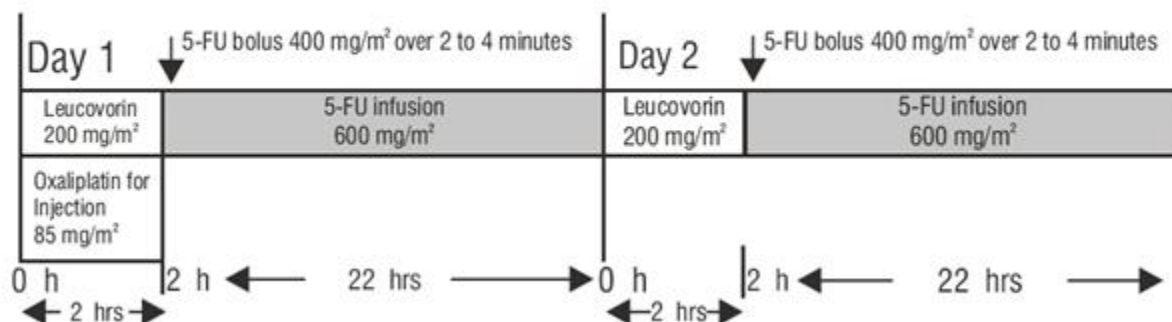 Day 1
5-FU bolus 400 mg/m² over 2 to 4 minutes
Day 2
5-FU bolus 400 mg/m² over 2 to 4 minutes
Leucovorin
200 mg/m²
5-FU infusion
600 mg/m²
Leucovorin
200 mg/m²
5-FU infusion
600 mg/m²
Oxaliplatin for
Injection
85 mg/m²
0 h
2 h
22 hrs
0 h
2 h
22 hrs
2 hrs
2 hrs